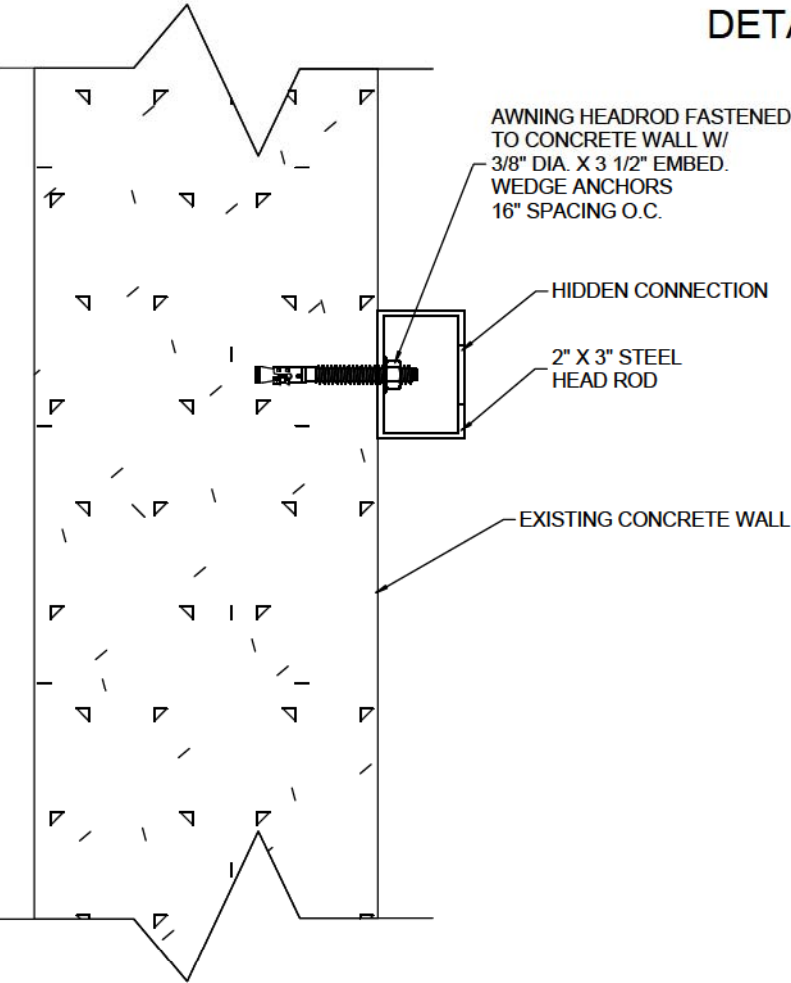 DETA
AWNING HEADROD FASTENED
TO CONCRETE WALL W/
3/8" DIA. X 3 1/2" EMBED.
WEDGE ANCHORS
16" SPACING O.C.
HIDDEN CONNECTION
2" X 3" STEEL
HEAD ROD
EXISTING CONCRETE WALL